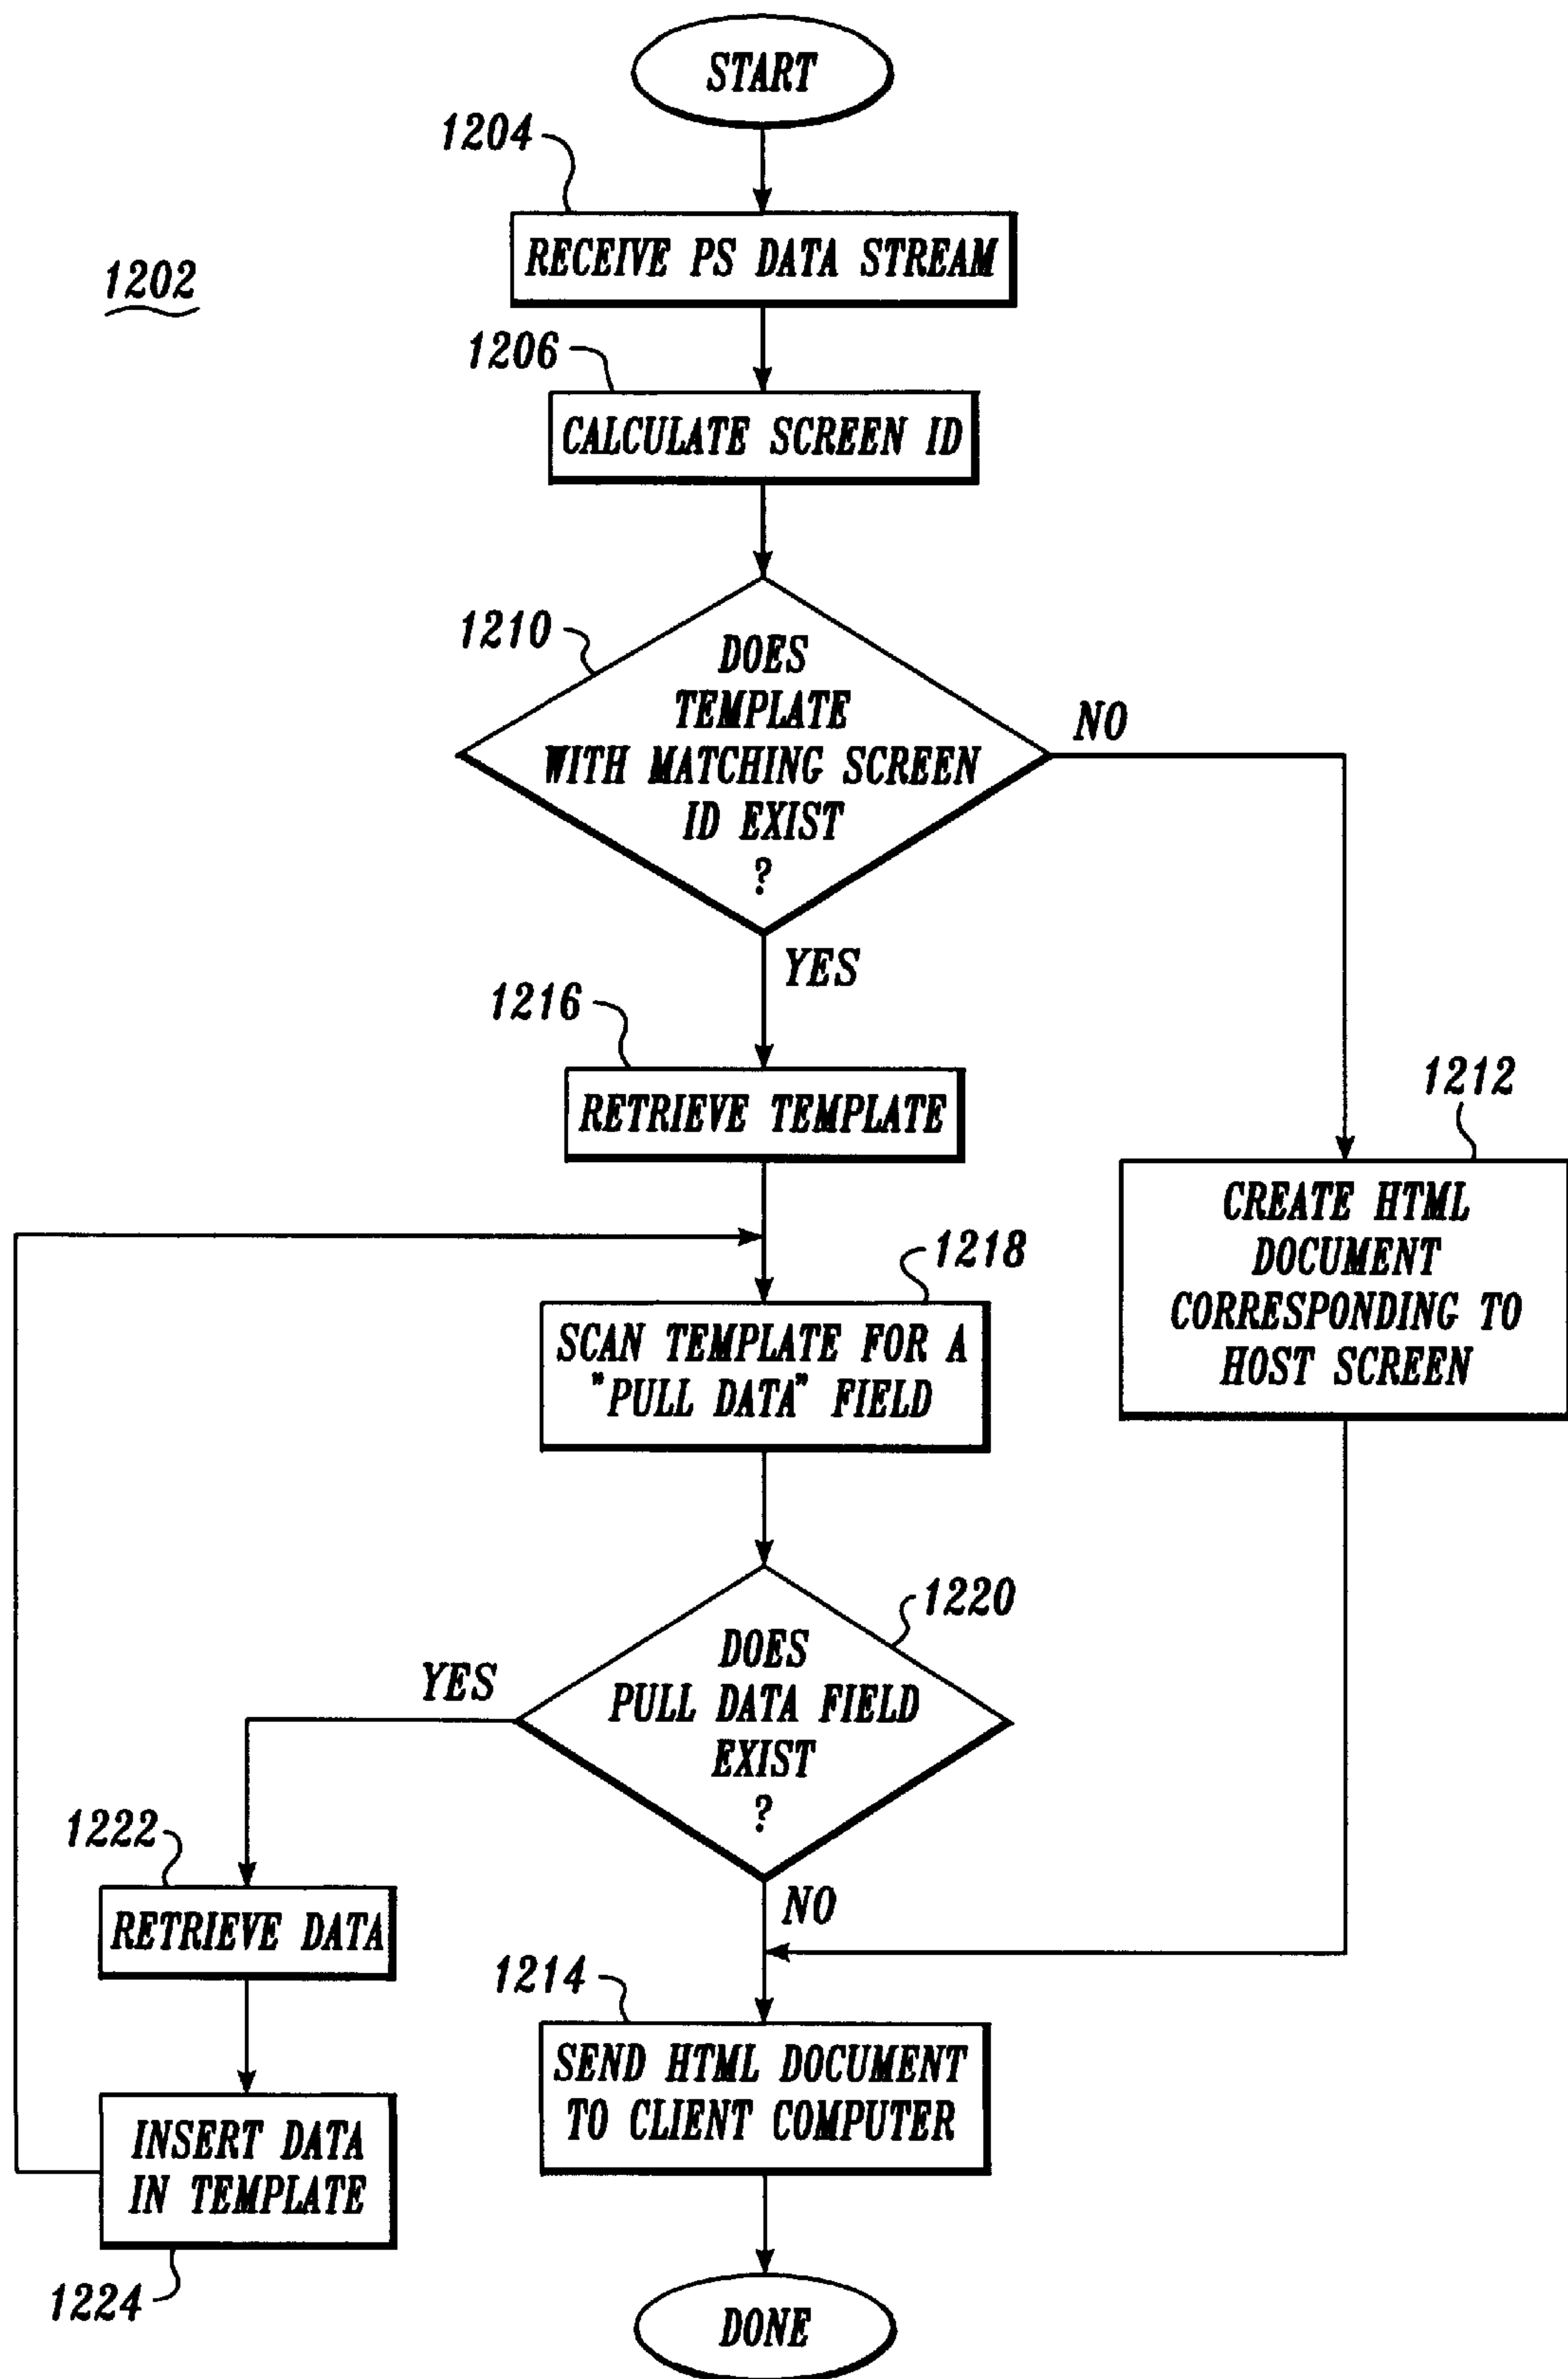 START
1204
RECEIVE PS DATA STREAM
1202
1206
CALCULATE SCREEN ID
1210
DOES
TEMPLATE
WITH MATCHING SCREEN
ID EXIST
?
NO
YES
1216
RETRIEVE TEMPLATE
1212
CREATE HTML
DOCUMENT
CORRESPONDING TO
HOST SCREEN
1218
SCAN TEMPLATE FOR A
"PULL DATA" FIELD
1220
DOES
PULL DATA FIELD
EXIST
?
YES
NO
1222
RETRIEVE DATA
1214
SEND HTML DOCUMENT
TO CLIENT COMPUTER
INSERT DATA
IN TEMPLATE
1224
DONE